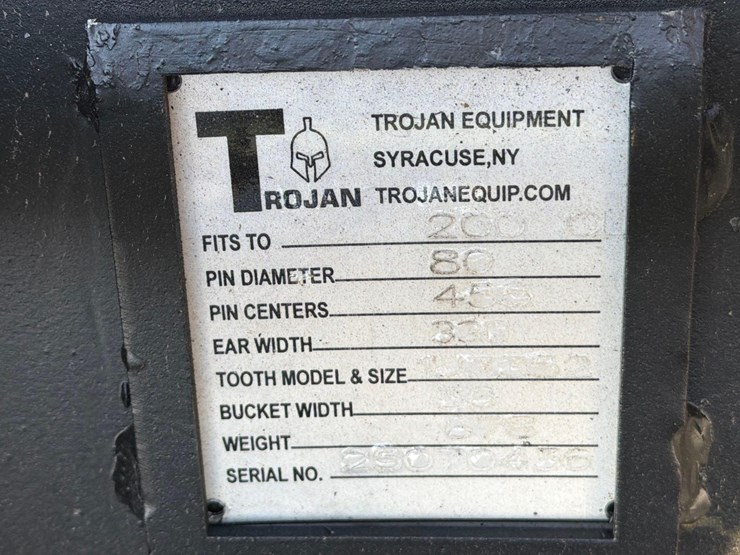 TROJAN
TROJAN EQUIPMENT
SYRACUSE,NY
TROJANEQUIP.COM
FITS TO 200
PIN DIAMETER 80
PIN CENTERS
EAR WIDTH
TOOTH MODEL & SIZE
BUCKET WIDTH
WEIGHT
SERIAL NO.